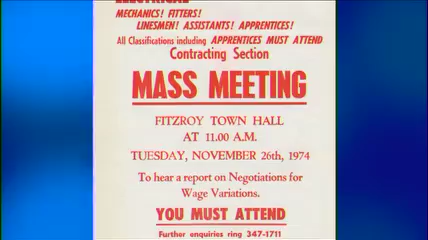 ELECTRICAL
MECHANICS! FITTERS!
LINESMEN! ASSISTANTS! APPRENTICES!
All Classifications including APPRENTICES MUST ATTEND
Contracting Section
MASS MEETING
FITZROY TOWN HALL
AT 11.00 A.M.
TUESDAY, NOVEMBER 26th, 1974
To hear a report on Negotiations for
Wage Variations.
YOU MUST ATTEND
Further enquiries ring 347-1711